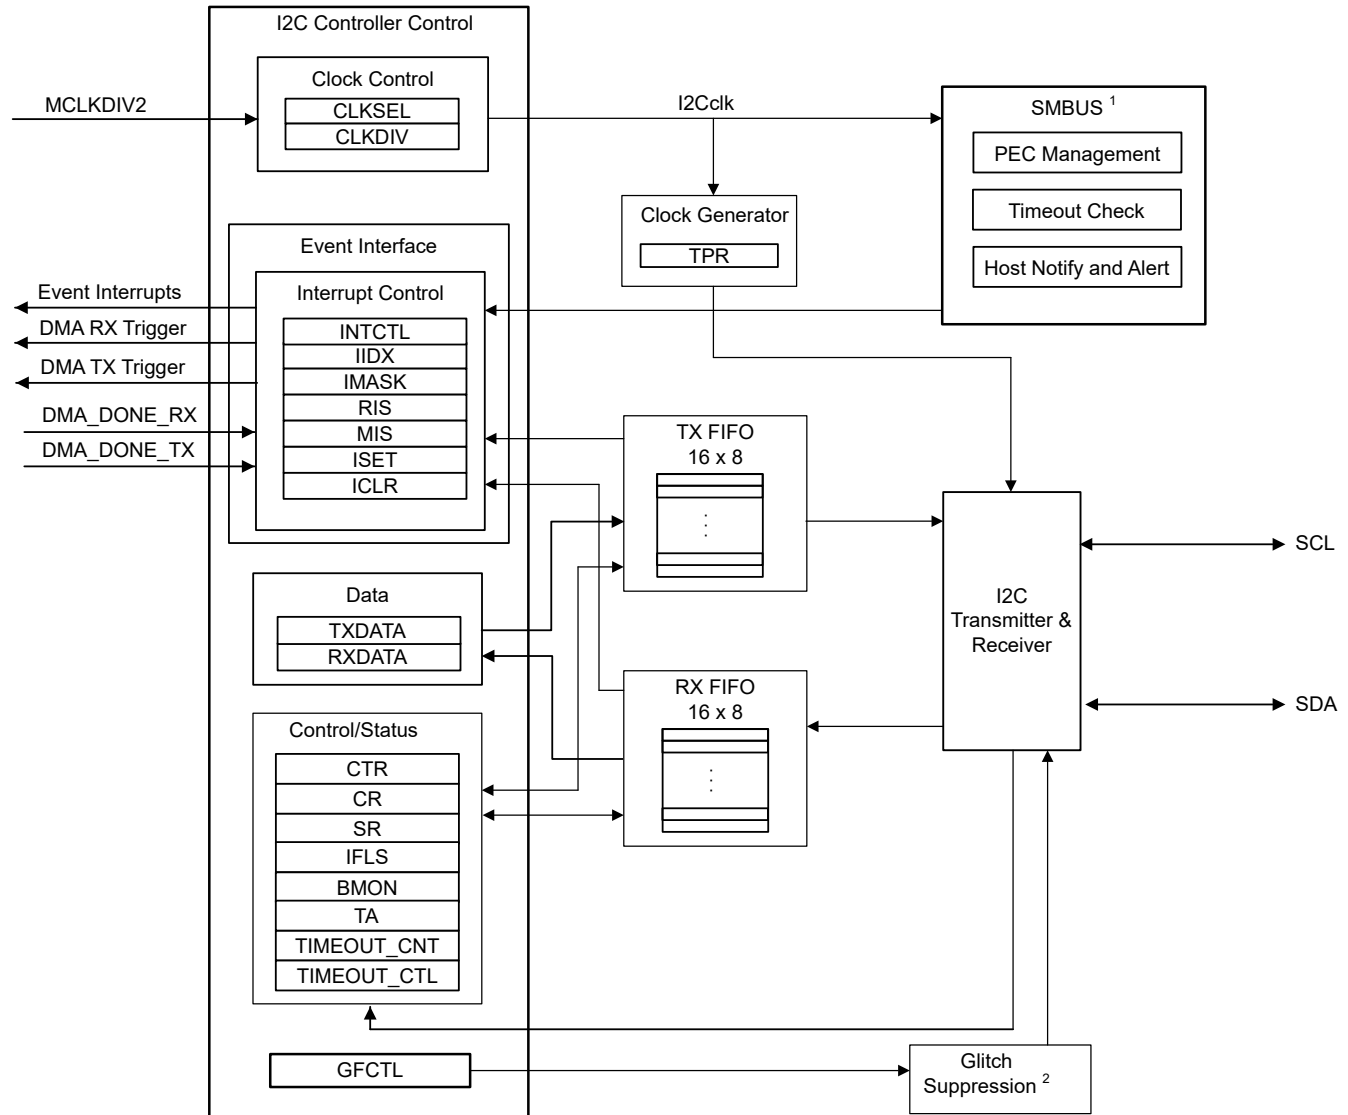 I2C Controller Control
Clock Control
MCLKDIV2
CLKSEL
CLKDIV
I2Cclk
SMBUS 1
PEC Management
Timeout Check
Host Notify and Alert
Clock Generator
TPR
Event Interface
Event Interrupts
DMA RX Trigger
DMA TX Trigger
DMA_DONE_RX
DMA_DONE_TX
Interrupt Control
INTCTL
IIDX
IMASK
RIS
MIS
ISET
ICLR
TX FIFO
16 x 8
I2C
Transmitter &
Receiver
SCL
SDA
Data
TXDATA
RXDATA
RX FIFO
16 x 8
Control/Status
CTR
CR
SR
IFLS
BMON
TA
TIMEOUT_CNT
TIMEOUT_CTL
GFCTL
Glitch
Suppression 2